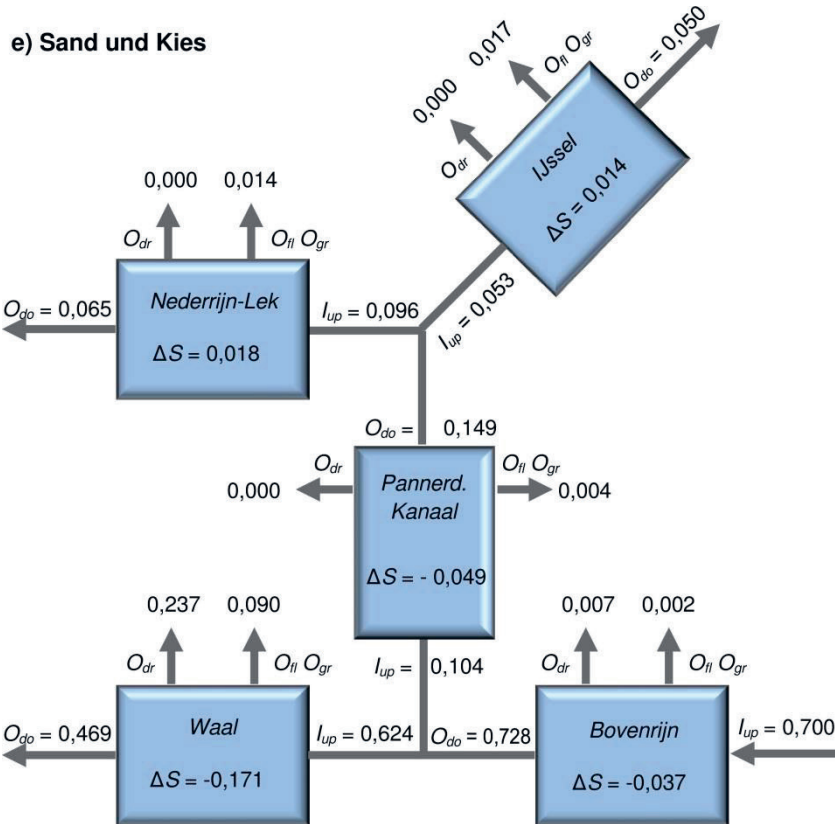 e) Sand und Kies
0,000
0,017
O_dr
O_fl O_gr
O_do = 0,050
IJssel
ΔS = 0,014
I_up = 0,053
0,000
0,014
O_dr
O_fl O_gr
O_do = 0,065
Nederrijn-Lek
ΔS = 0,018
I_up = 0,096
O_do = 0,149
O_dr
O_fl O_gr
0,000
0,004
Pannerd.
Kanaal
ΔS = - 0,049
I_up = 0,104
0,237
0,090
O_dr
O_fl O_gr
O_do = 0,469
Waal
ΔS = -0,171
I_up = 0,624
O_do = 0,728
0,007
0,002
O_dr
O_fl O_gr
Bovenrijn
ΔS = -0,037
I_up = 0,700